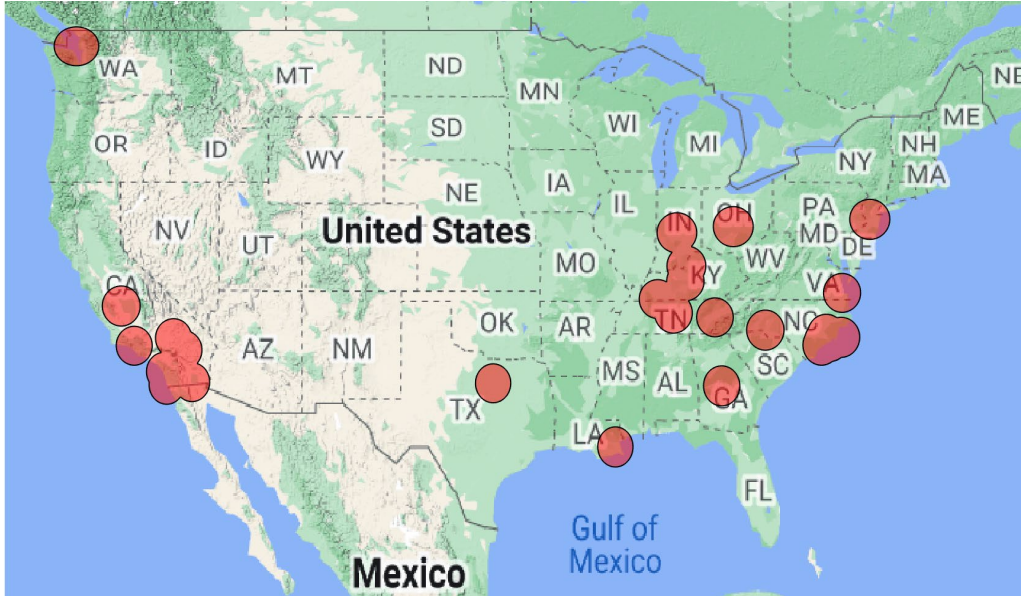 WA
MT
ND
MN
NE
OR
ID
SD
WI
MI
ME
WY
NY
NH
MA
NE
IA
IL
IN
OH
PA
NV
UT
United States
MD
DE
MO
WV
CA
KY
VA
AZ
NM
OK
AR
TN
NC
MS
AL
SC
TX
GA
LA
FL
Gulf of
Mexico
Mexico